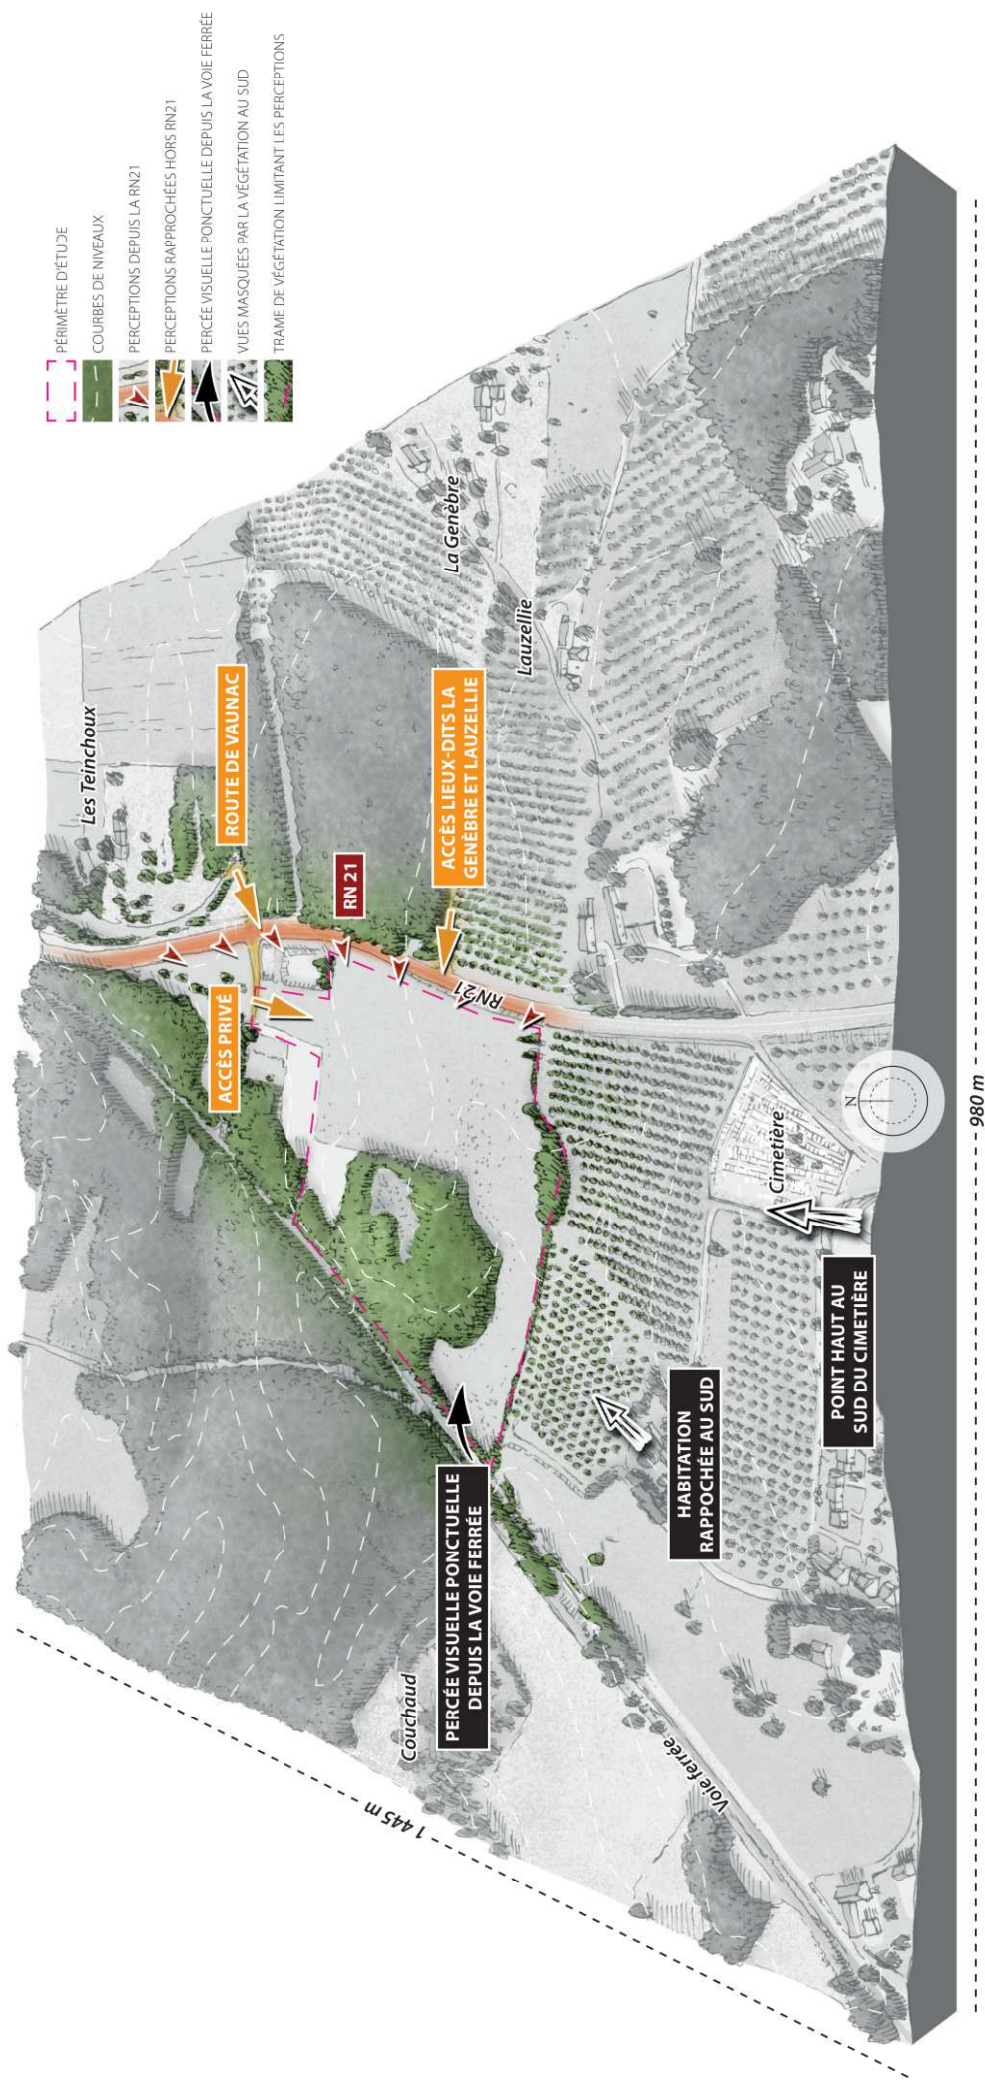 PÉRIMÈTRE D'ÉTUDE
COURBES DE NIVEAUX
PERCEPTIONS DEPUIS LA RN21
PERCEPTIONS RAPPROCHÉES HORS RN21
PERCÉE VISUELLE PONCTUELLE DEPUIS LA VOIE FERRÉE
VUES MASQUÉES PAR LA VÉGÉTATION AU SUD
TRAME DE VÉGÉTATION LIMITANT LES PERCEPTIONS
Les Teinchoux
ROUTE DE VAUNAC
ACCÈS PRIVÉ
RN 21
ACCÈS LIEUX-DITS LA
GENÈBRE ET LAUZELLIE
La Genèbre
Lauzellie
RN21
1 445 m
Couchaud
PERCÉE VISUELLE PONCTUELLE
DEPUIS LA VOIE FERRÉE
Voie ferrée
HABITATION
RAPPOCHÉE AU SUD
Cimetière
POINT HAUT AU
SUD DU CIMETIÈRE
N
980 m